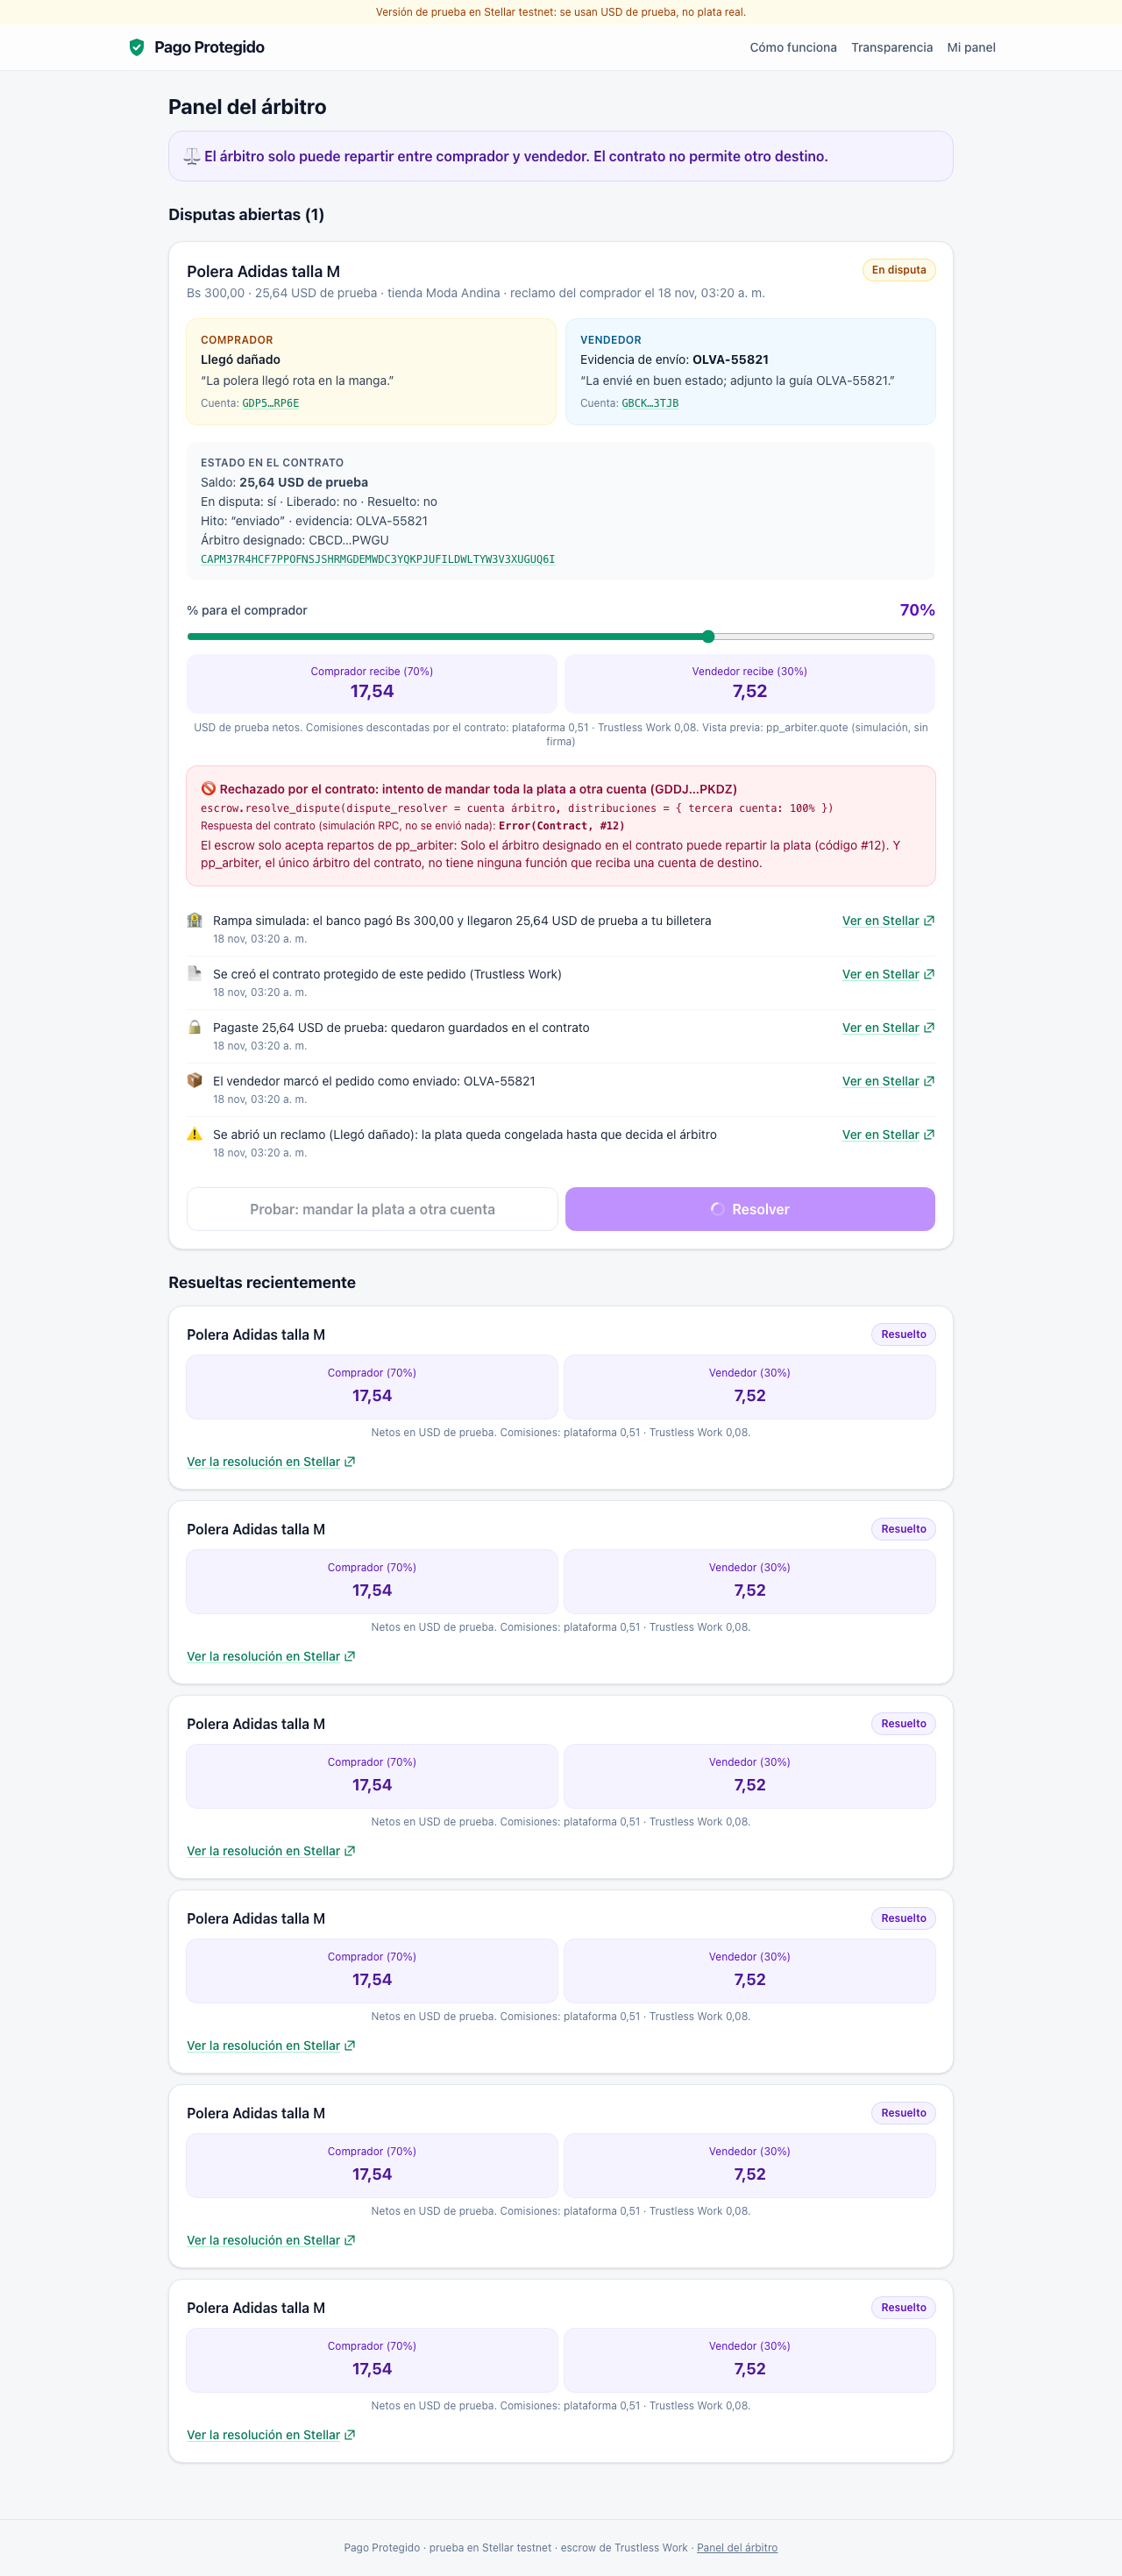 Versión de prueba en Stellar testnet: se usan USD de prueba, no plata real.
Pago Protegido
Cómo funciona Transparencia Mi panel
Panel del árbitro
El árbitro solo puede repartir entre comprador y vendedor. El contrato no permite otro destino.
Disputas abiertas (1)
Polera Adidas talla M
En disputa
Bs 300,00 · 25,64 USD de prueba · tienda Moda Andina · reclamo del comprador el 18 nov, 03:20 a. m.
COMPRADOR
Llegó dañado
“La polera llegó rota en la manga.”
Cuenta: GDP5…RP6E
VENDEDOR
Evidencia de envío: OLVA-55821
“La envié en buen estado; adjunto la guía OLVA-55821.”
Cuenta: GBCK…3TJB
ESTADO EN EL CONTRATO
Saldo: 25,64 USD de prueba
En disputa: sí · Liberado: no · Resuelto: no
Hito: “enviado” · evidencia: OLVA-55821
Árbitro designado: CBCD…PWGU
CAPM37R4HCF7PPOFNSJSHRMGDEMWDC3YQKPJUFILDWLTYW3V3XUGUQ6I
% para el comprador
70%
Comprador recibe (70%)
17,54
Vendedor recibe (30%)
7,52
USD de prueba netos. Comisiones descontadas por el contrato: plataforma 0,51 · Trustless Work 0,08. Vista previa: pp_arbiter.quote (simulación, sin
firma)
Rechazado por el contrato: intento de mandar toda la plata a otra cuenta (GDDJ…PKDZ)
escrow.resolve_dispute(dispute_resolver = cuenta árbitro, distribuciones = { tercera cuenta: 100% })
Respuesta del contrato (simulación RPC, no se envió nada): Error(Contract, #12)
El escrow solo acepta repartos de pp_arbiter: Solo el árbitro designado en el contrato puede repartir la plata (código #12). Y
pp_arbiter, el único árbitro del contrato, no tiene ninguna función que reciba una cuenta de destino.
Rampa simulada: el banco pagó Bs 300,00 y llegaron 25,64 USD de prueba a tu billetera
Ver en Stellar
18 nov, 03:20 a. m.
Se creó el contrato protegido de este pedido (Trustless Work)
Ver en Stellar
18 nov, 03:20 a. m.
Pagaste 25,64 USD de prueba: quedaron guardados en el contrato
Ver en Stellar
18 nov, 03:20 a. m.
El vendedor marcó el pedido como enviado: OLVA-55821
Ver en Stellar
18 nov, 03:20 a. m.
Se abrió un reclamo (Llegó dañado): la plata queda congelada hasta que decida el árbitro
Ver en Stellar
18 nov, 03:20 a. m.
Probar: mandar la plata a otra cuenta
Resolver
Resueltas recientemente
Polera Adidas talla M
Resuelto
Comprador (70%)
17,54
Vendedor (30%)
7,52
Netos en USD de prueba. Comisiones: plataforma 0,51 · Trustless Work 0,08.
Ver la resolución en Stellar
Polera Adidas talla M
Resuelto
Comprador (70%)
17,54
Vendedor (30%)
7,52
Netos en USD de prueba. Comisiones: plataforma 0,51 · Trustless Work 0,08.
Ver la resolución en Stellar
Polera Adidas talla M
Resuelto
Comprador (70%)
17,54
Vendedor (30%)
7,52
Netos en USD de prueba. Comisiones: plataforma 0,51 · Trustless Work 0,08.
Ver la resolución en Stellar
Polera Adidas talla M
Resuelto
Comprador (70%)
17,54
Vendedor (30%)
7,52
Netos en USD de prueba. Comisiones: plataforma 0,51 · Trustless Work 0,08.
Ver la resolución en Stellar
Polera Adidas talla M
Resuelto
Comprador (70%)
17,54
Vendedor (30%)
7,52
Netos en USD de prueba. Comisiones: plataforma 0,51 · Trustless Work 0,08.
Ver la resolución en Stellar
Polera Adidas talla M
Resuelto
Comprador (70%)
17,54
Vendedor (30%)
7,52
Netos en USD de prueba. Comisiones: plataforma 0,51 · Trustless Work 0,08.
Ver la resolución en Stellar
Pago Protegido · prueba en Stellar testnet · escrow de Trustless Work · Panel del árbitro